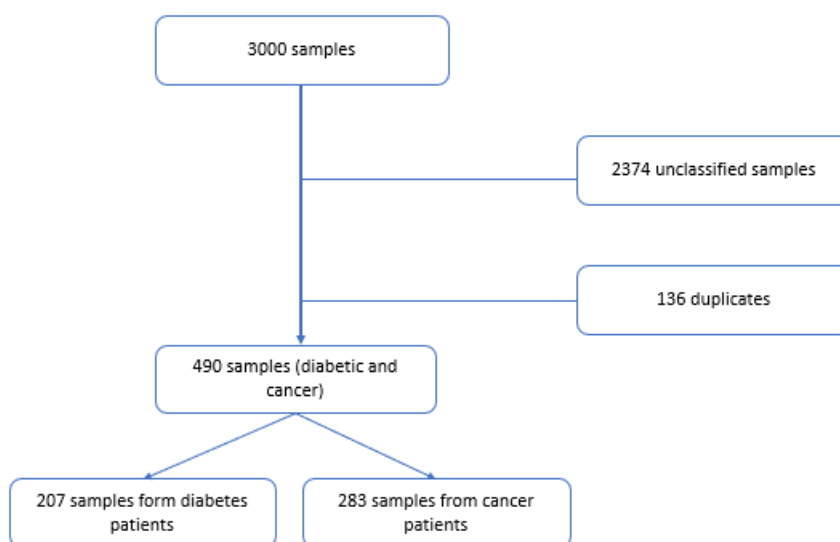 3000 samples
2374 unclassified samples
136 duplicates
490 samples (diabetic and
cancer)
207 samples form diabetes
patients
283 samples from cancer
patients